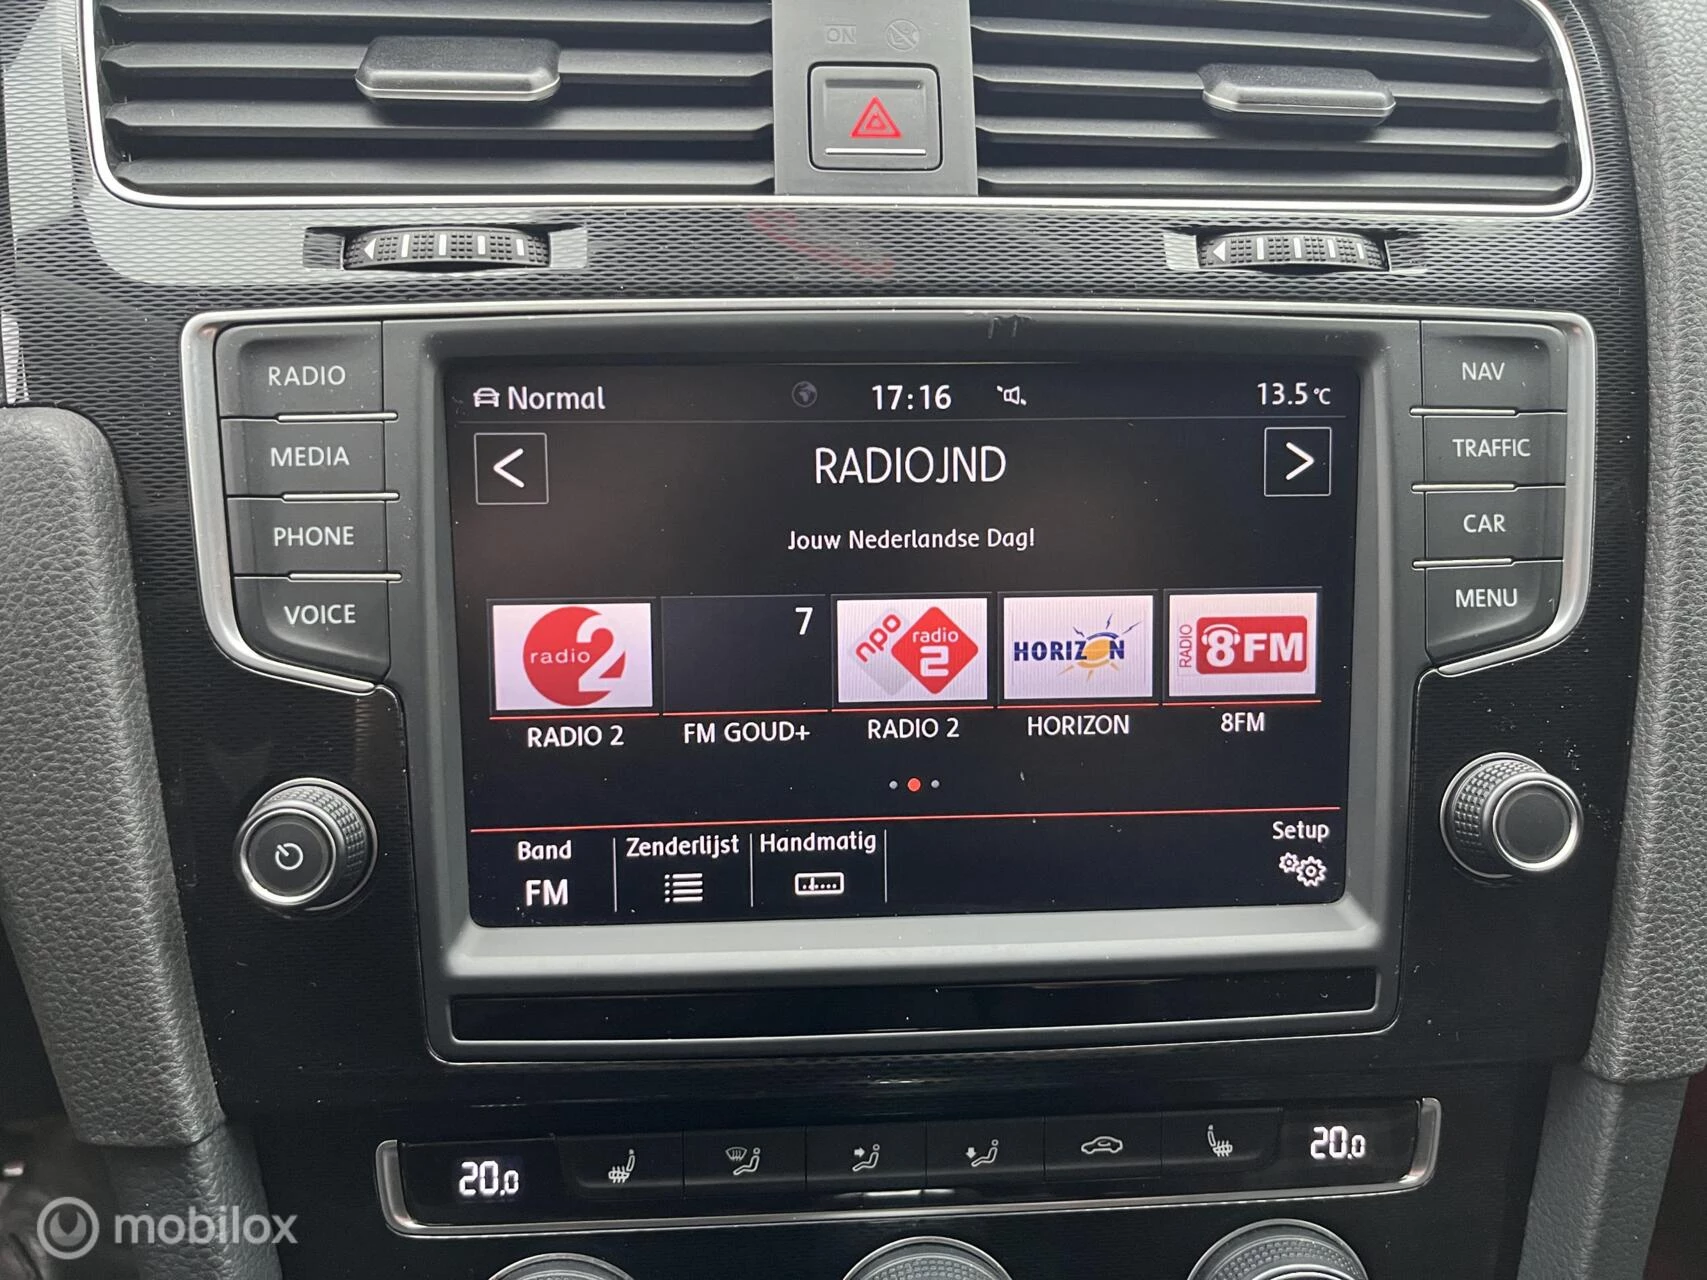 ON
RADIO
MEDIA
PHONE
VOICE
NAV
TRAFFIC
CAR
MENU
Normal
17:16
13.5 °C
<
RADIOJND
>
Jouw Nederlandse Dag!
radio 2
7
npo radio 2
HORIZON
RADIO 8FM
RADIO 2
FM GOUD+
RADIO 2
HORIZON
8FM
Band
FM
Zenderlijst
Handmatig
Setup
20.0
20.0
mobilox